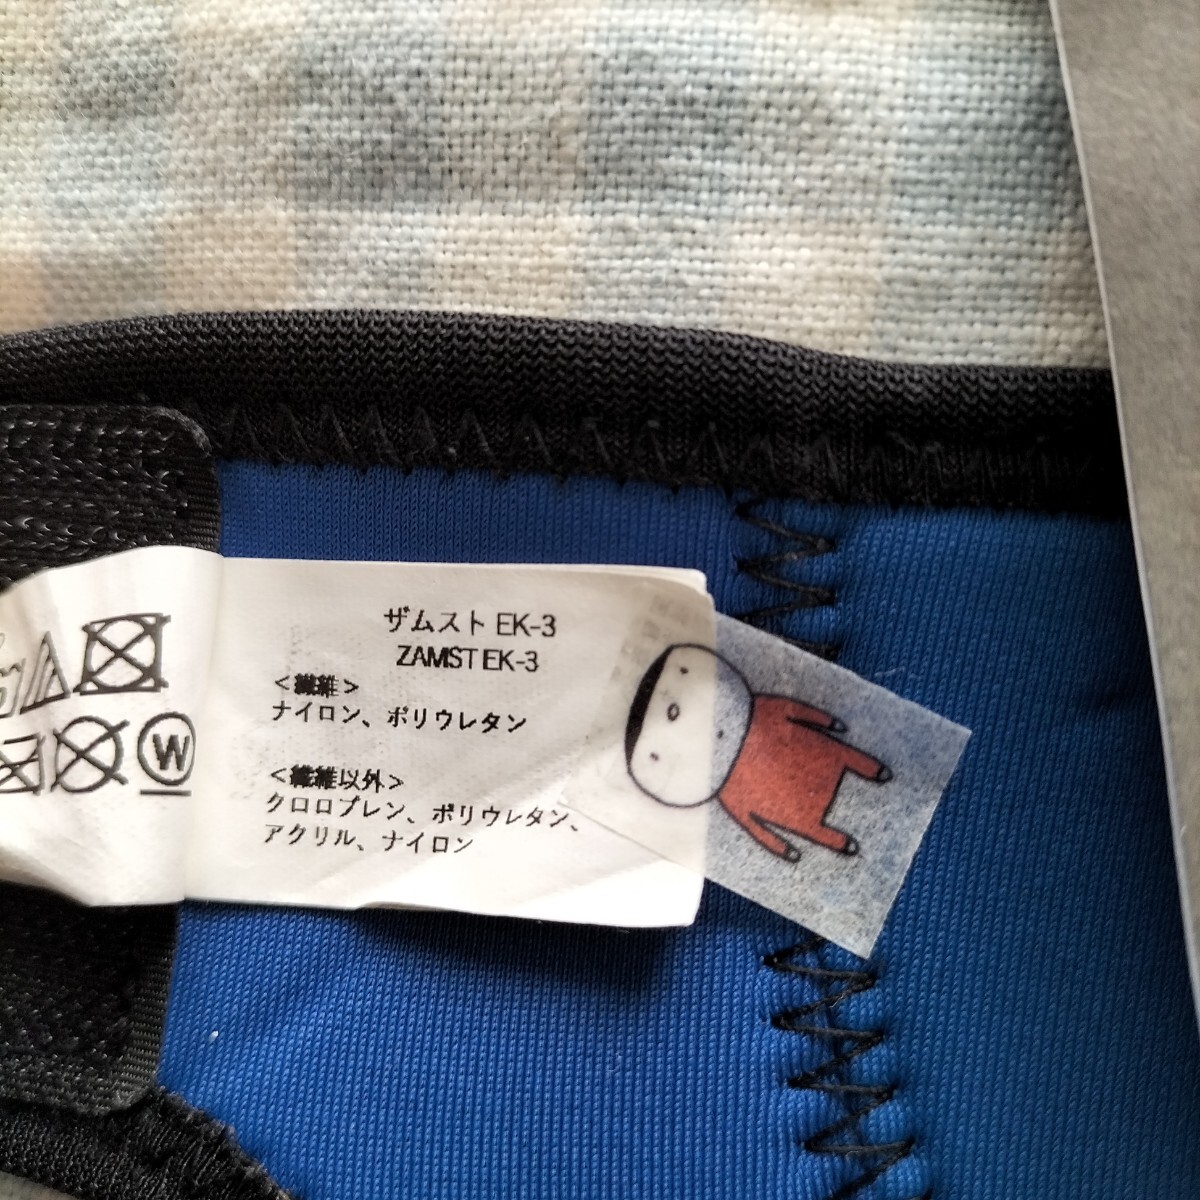 ザムスト EK-3
ZAMST EK-3
<繊維>
ナイロン、ポリウレタン
<繊維以外>
クロロプレン、ポリウレタン、
アクリル、ナイロン
W